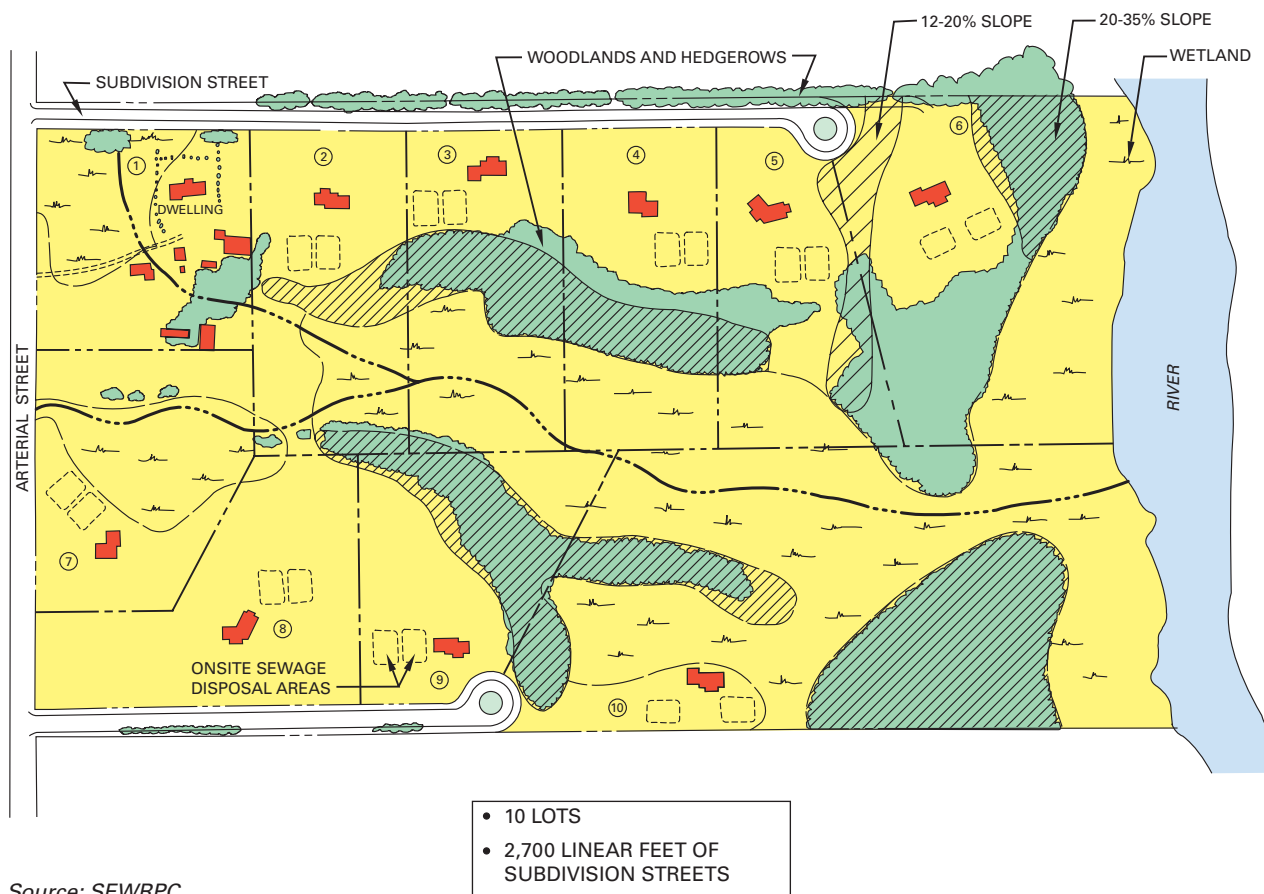 12-20% SLOPE
20-35% SLOPE
WOODLANDS AND HEDGEROWS
WETLAND
SUBDIVISION STREET
1
2
3
4
5
6
DWELLING
ARTERIAL STREET
RIVER
7
8
9
10
ONSITE SEWAGE
DISPOSAL AREAS
• 10 LOTS
• 2,700 LINEAR FEET OF
SUBDIVISION STREETS
Source: SEWRPC